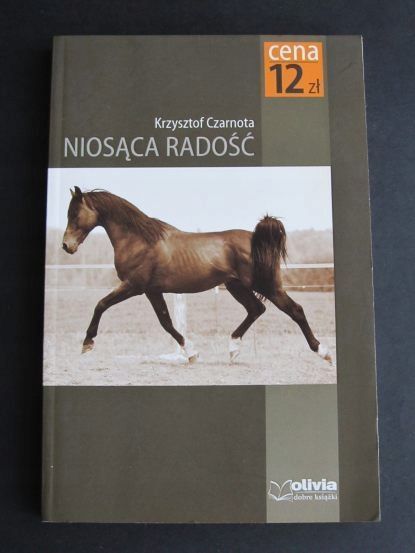 cena
12 zł
Krzysztof Czarnota
NIOSĄCA RADOŚĆ
olivia
dobre książki